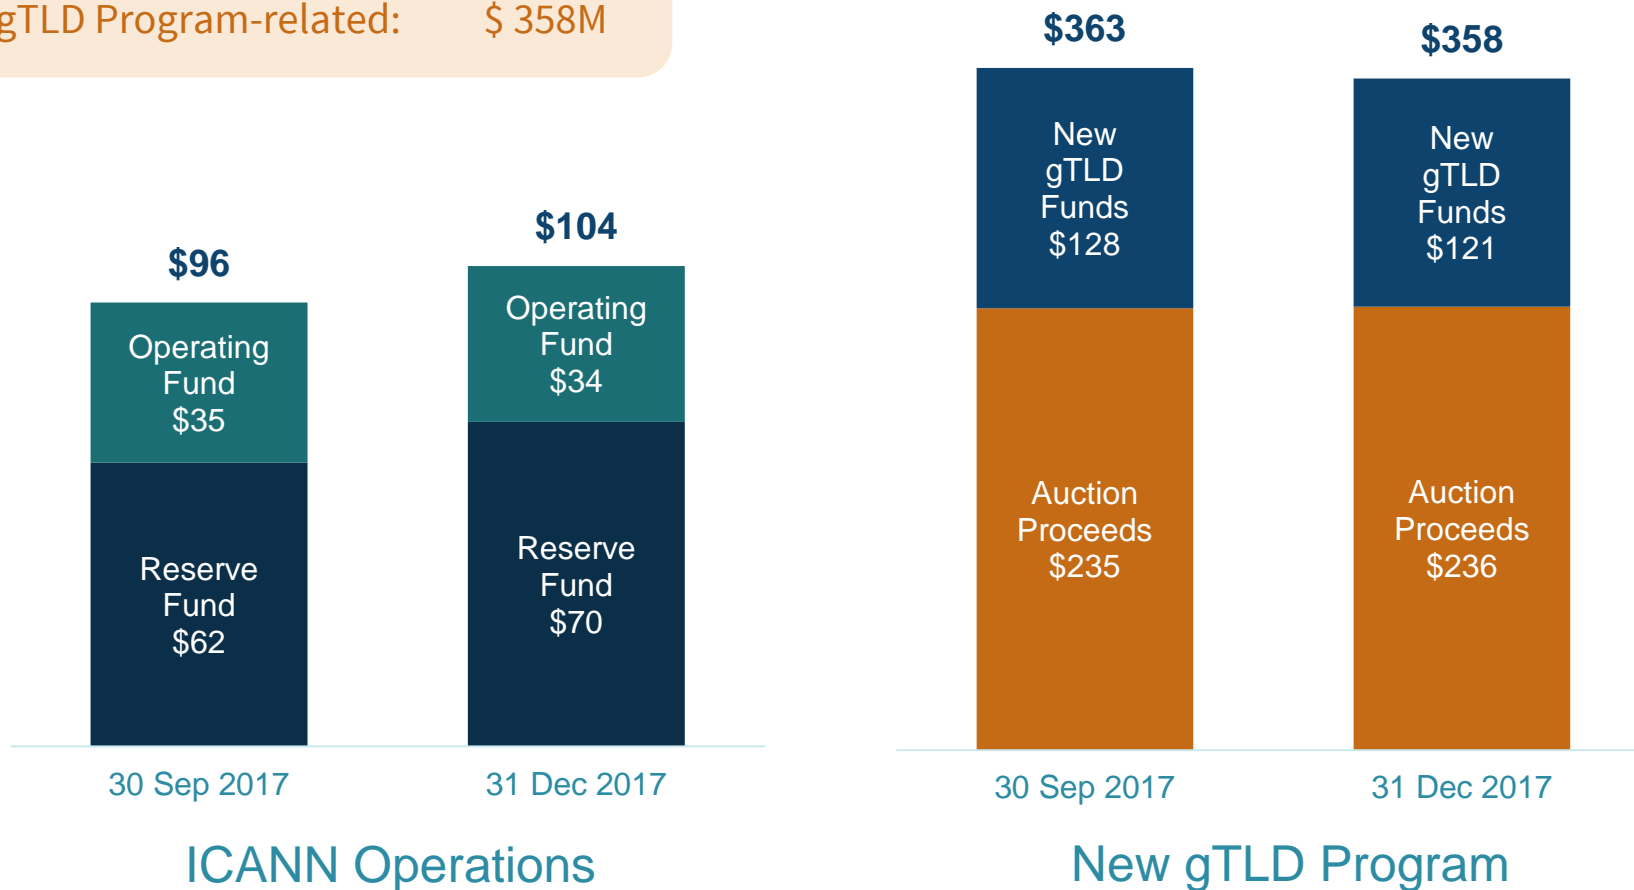 gTLD Program-related: $ 358M
$96
Operating
Fund
$35
Reserve
Fund
$62
30 Sep 2017
$104
Operating
Fund
$34
Reserve
Fund
$70
31 Dec 2017
ICANN Operations
$363
New
gTLD
Funds
$128
Auction
Proceeds
$235
30 Sep 2017
$358
New
gTLD
Funds
$121
Auction
Proceeds
$236
31 Dec 2017
New gTLD Program